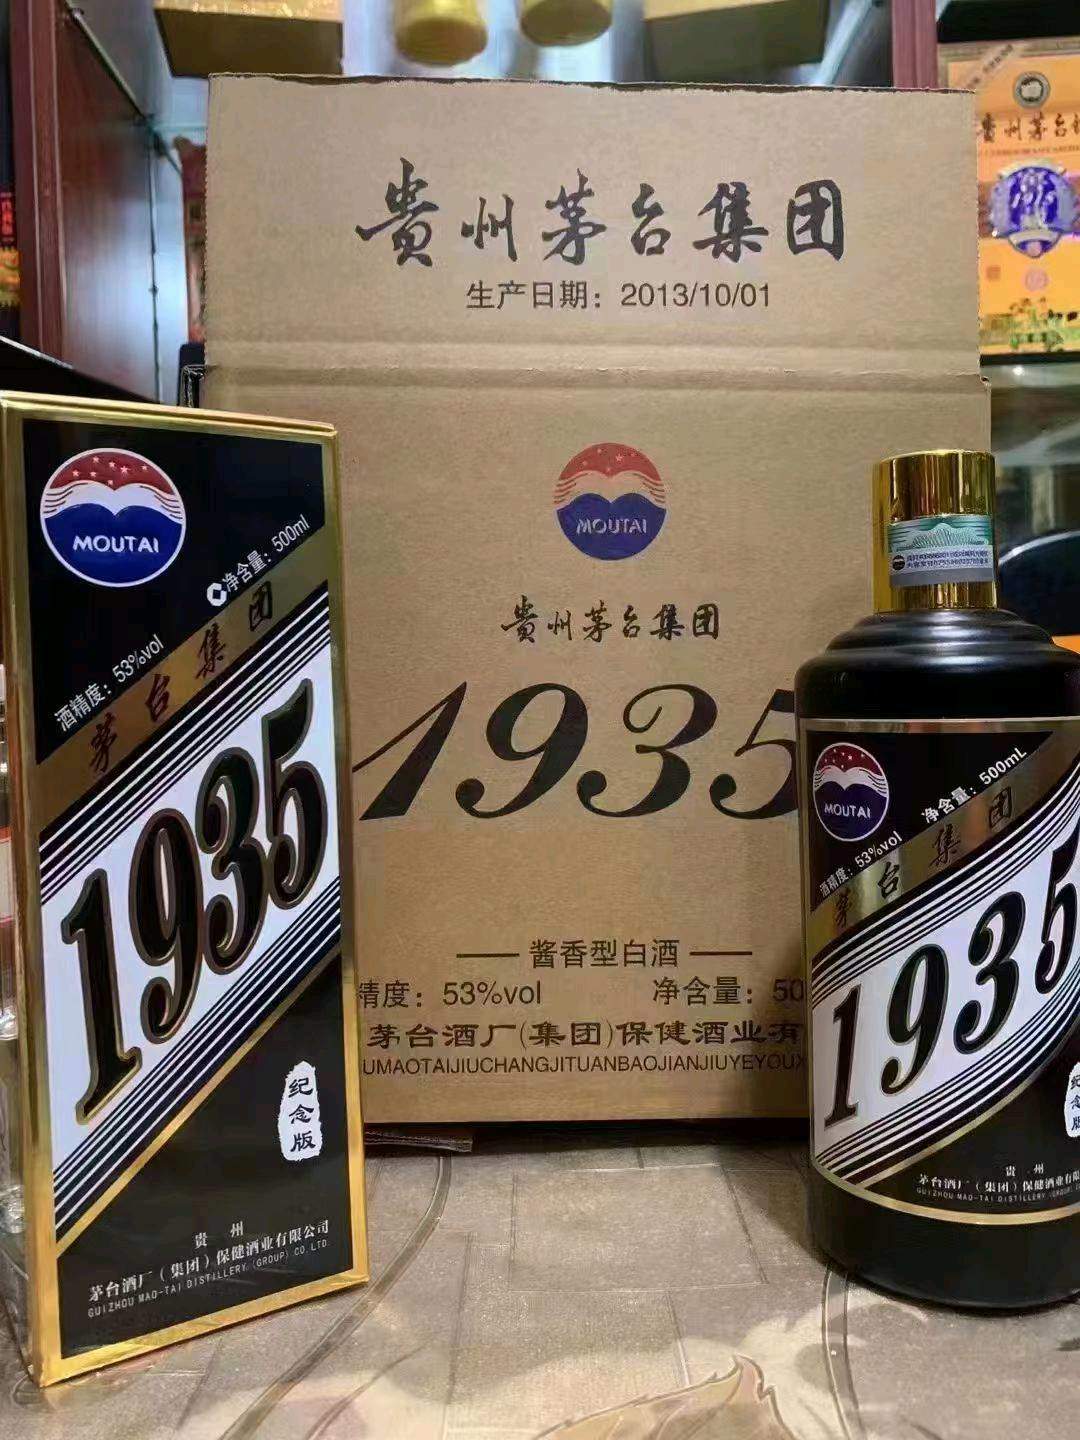 貴州茅台集团
生产日期：2013/10/01
MOUTAI
貴州茅台集团
1935
酱香型白酒
精度：53%vol 净含量：50
茅台酒厂(集团)保健酒业有
UMAOTAIJIUCHANGJITUANBAOJIANJIUYEYOUX
MOUTAI
净含量：500ml
酒精度：53%vol
茅台集团
1935
纪念版
贵州
茅台酒厂（集团）保健酒业有限公司
GUIZHOU MAO-TAI DISTILLERY (GROUP) CO.LTD.
MOUTAI
净含量：500mL
酒精度：53%vol
茅台集团
1935
纪念版
贵州
茅台酒厂（集团）保健酒业有限
GUIZHOU MAO-TAI DISTILLERY (GROUP)
貴州茅台